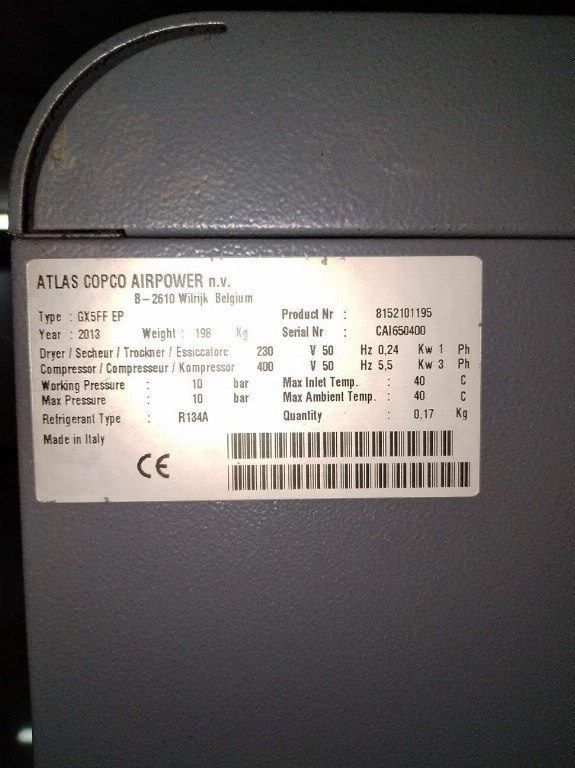 ATLAS COPCO AIRPOWER n.v.
B-2610 Wilrijk Belgium
Type : GX5FF EP Product Nr : 8152101195
Year : 2013 Weight : 198 Kg Serial Nr : CAI650400
Dryer / Secheur / Trockner / Essiccatore 230 V 50 Hz 0,24 Kw 1 Ph
Compressor / Compresseur / Kompressor 400 V 50 Hz 5,5 Kw 3 Ph
Working Pressure : 10 bar Max Inlet Temp. : 40 C
Max Pressure : 10 bar Max Ambient Temp. : 40 C
Refrigerant Type : R134A Quantity : 0.17 Kg
Made in Italy
CE